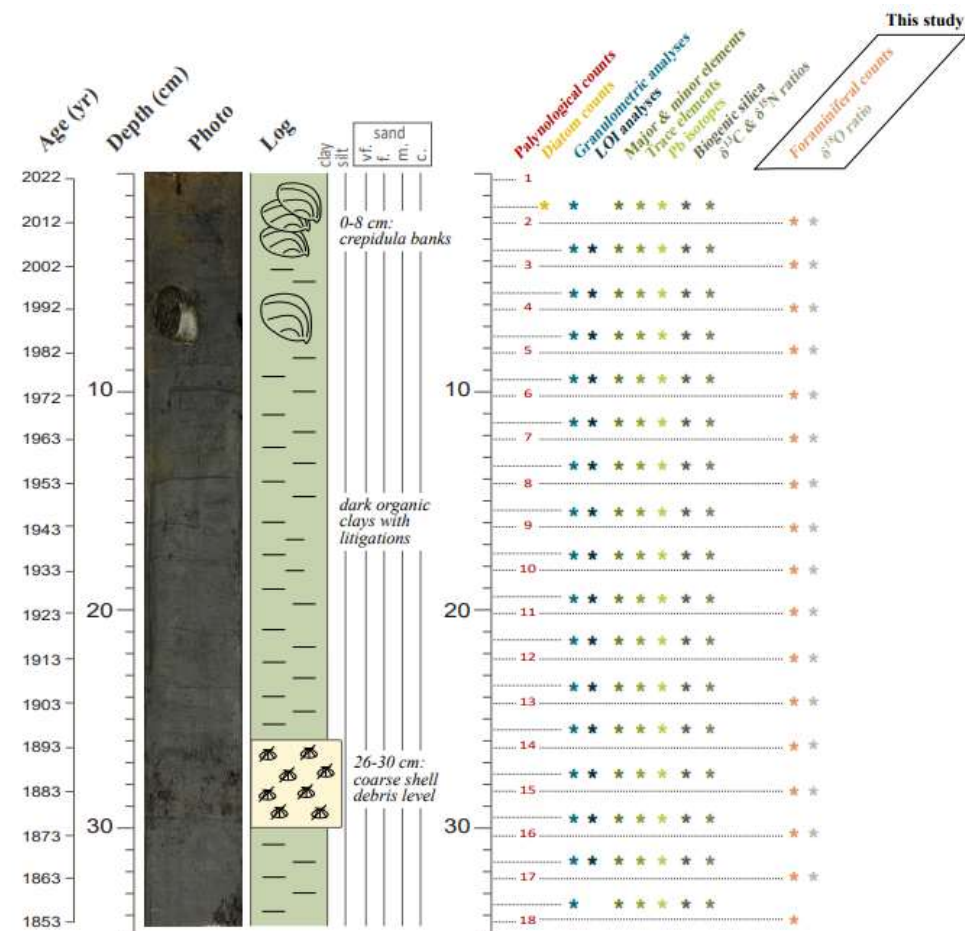 This study
Age (yr)
Depth (cm)
Photo
Log
clay
silt
sand
vf.
f.
m.
c.
Palynological counts
Diatom counts
Granulometric analyses
LOI analyses
Major & minor elements
Trace elements
Pb isotopes
Biogenic silica
δ¹³C & δ¹⁵N ratios
Foraminiferal counts
δ¹⁸O ratio
2022
2012
2002
1992
1982
1972
1963
1953
1943
1933
1923
1913
1903
1893
1883
1873
1863
1853
10
20
30
0-8 cm:
crepidula banks
dark organic
clays with
litigations
26-30 cm:
coarse shell
debris level
10
20
30
1
2
3
4
5
6
7
8
9
10
11
12
13
14
15
16
17
18